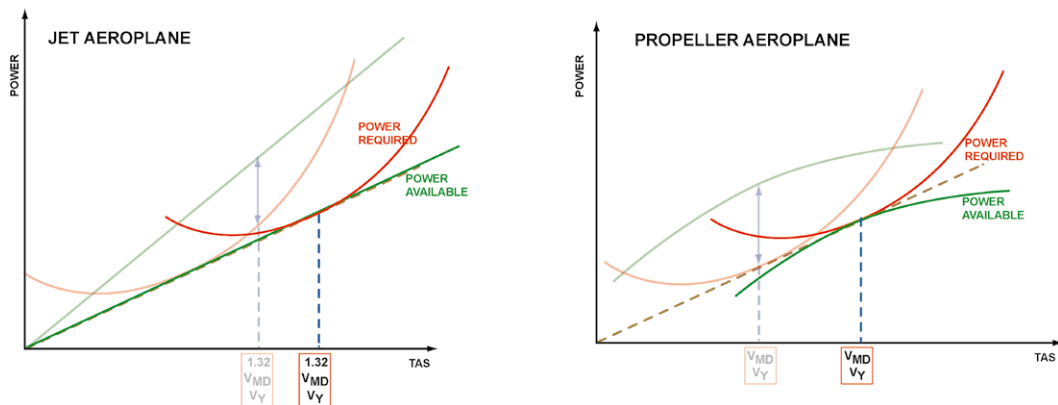 JET AEROPLANE
POWER
POWER
REQUIRED
POWER
AVAILABLE
1.32
VMD
VY
1.32
VMD
VY
TAS
PROPELLER AEROPLANE
POWER
POWER
REQUIRED
POWER
AVAILABLE
VMD
VY
VMD
VY
TAS